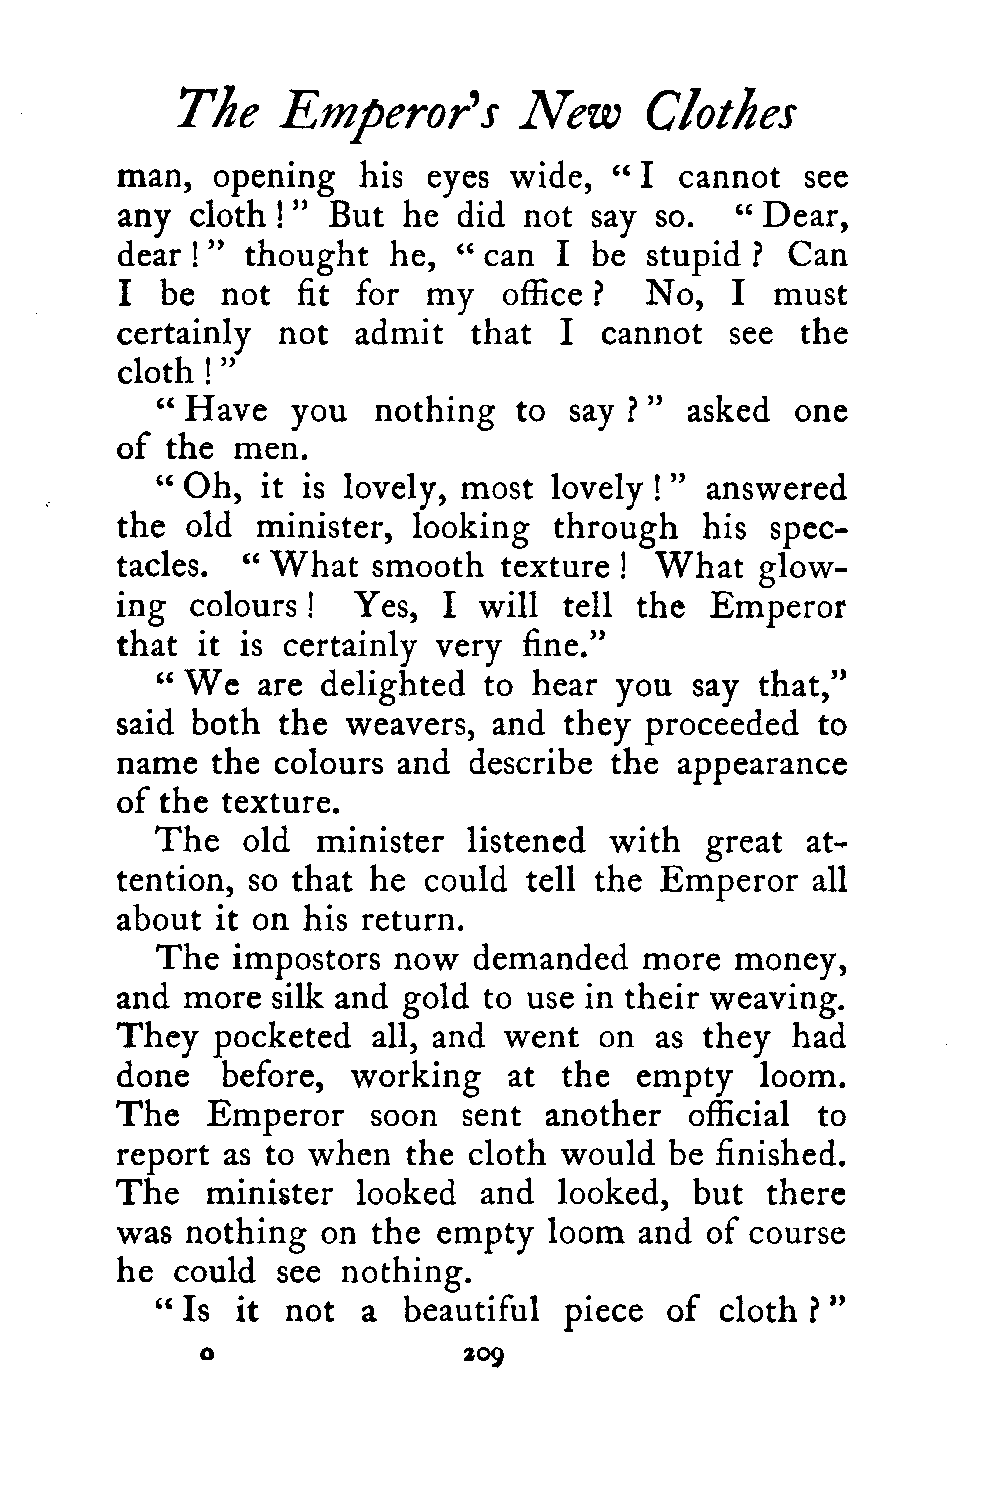 The Emperor's New Clothes
man, opening his eyes wide, “ I cannot see
any cloth ! ” But he did not say so. “ Dear,
dear ! ” thought he, “ can I be stupid ? Can
I be not fit for my office ? No, I must
certainly not admit that I cannot see the
cloth ! ”
“ Have you nothing to say ? ” asked one
of the men.
“ Oh, it is lovely, most lovely ! ” answered
the old minister, looking through his spec-
tacles. “ What smooth texture ! What glow-
ing colours ! Yes, I will tell the Emperor
that it is certainly very fine.”
“ We are delighted to hear you say that,”
said both the weavers, and they proceeded to
name the colours and describe the appearance
of the texture.
The old minister listened with great at-
tention, so that he could tell the Emperor all
about it on his return.
The impostors now demanded more money,
and more silk and gold to use in their weaving.
They pocketed all, and went on as they had
done before, working at the empty loom.
The Emperor soon sent another official to
report as to when the cloth would be finished.
The minister looked and looked, but there
was nothing on the empty loom and of course
he could see nothing.
“ Is it not a beautiful piece of cloth ? ”
o 209